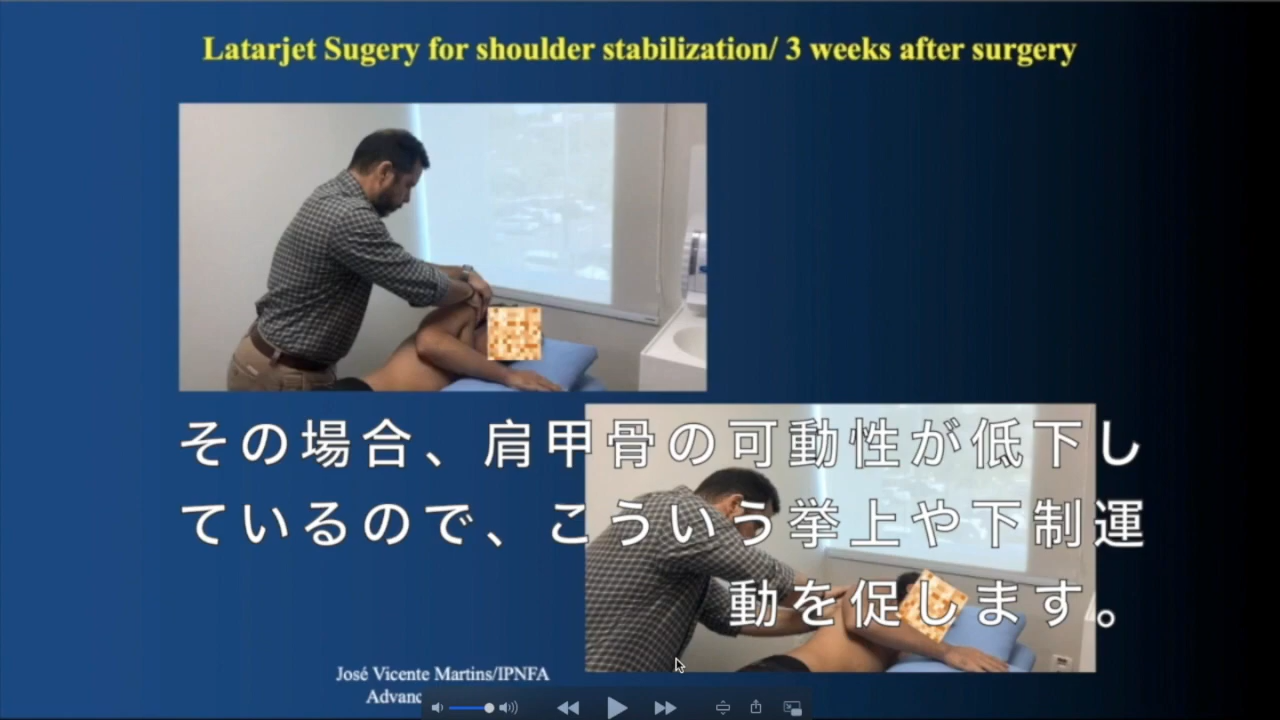 Latarjet Sugery for shoulder stabilization/ 3 weeks after surgery
その場合、肩甲骨の可動性が低下し
ているので、こういう挙上や下制運
動を促します。
José Vicente Martins/IPNFA